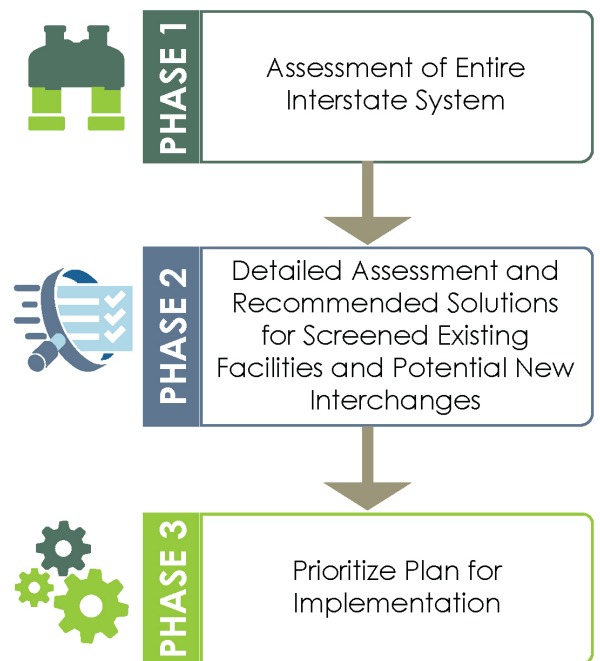 PHASE 1
Assessment of Entire
Interstate System
PHASE 2
Detailed Assessment and
Recommended Solutions
for Screened Existing
Facilities and Potential New
Interchanges
PHASE 3
Prioritize Plan for
Implementation